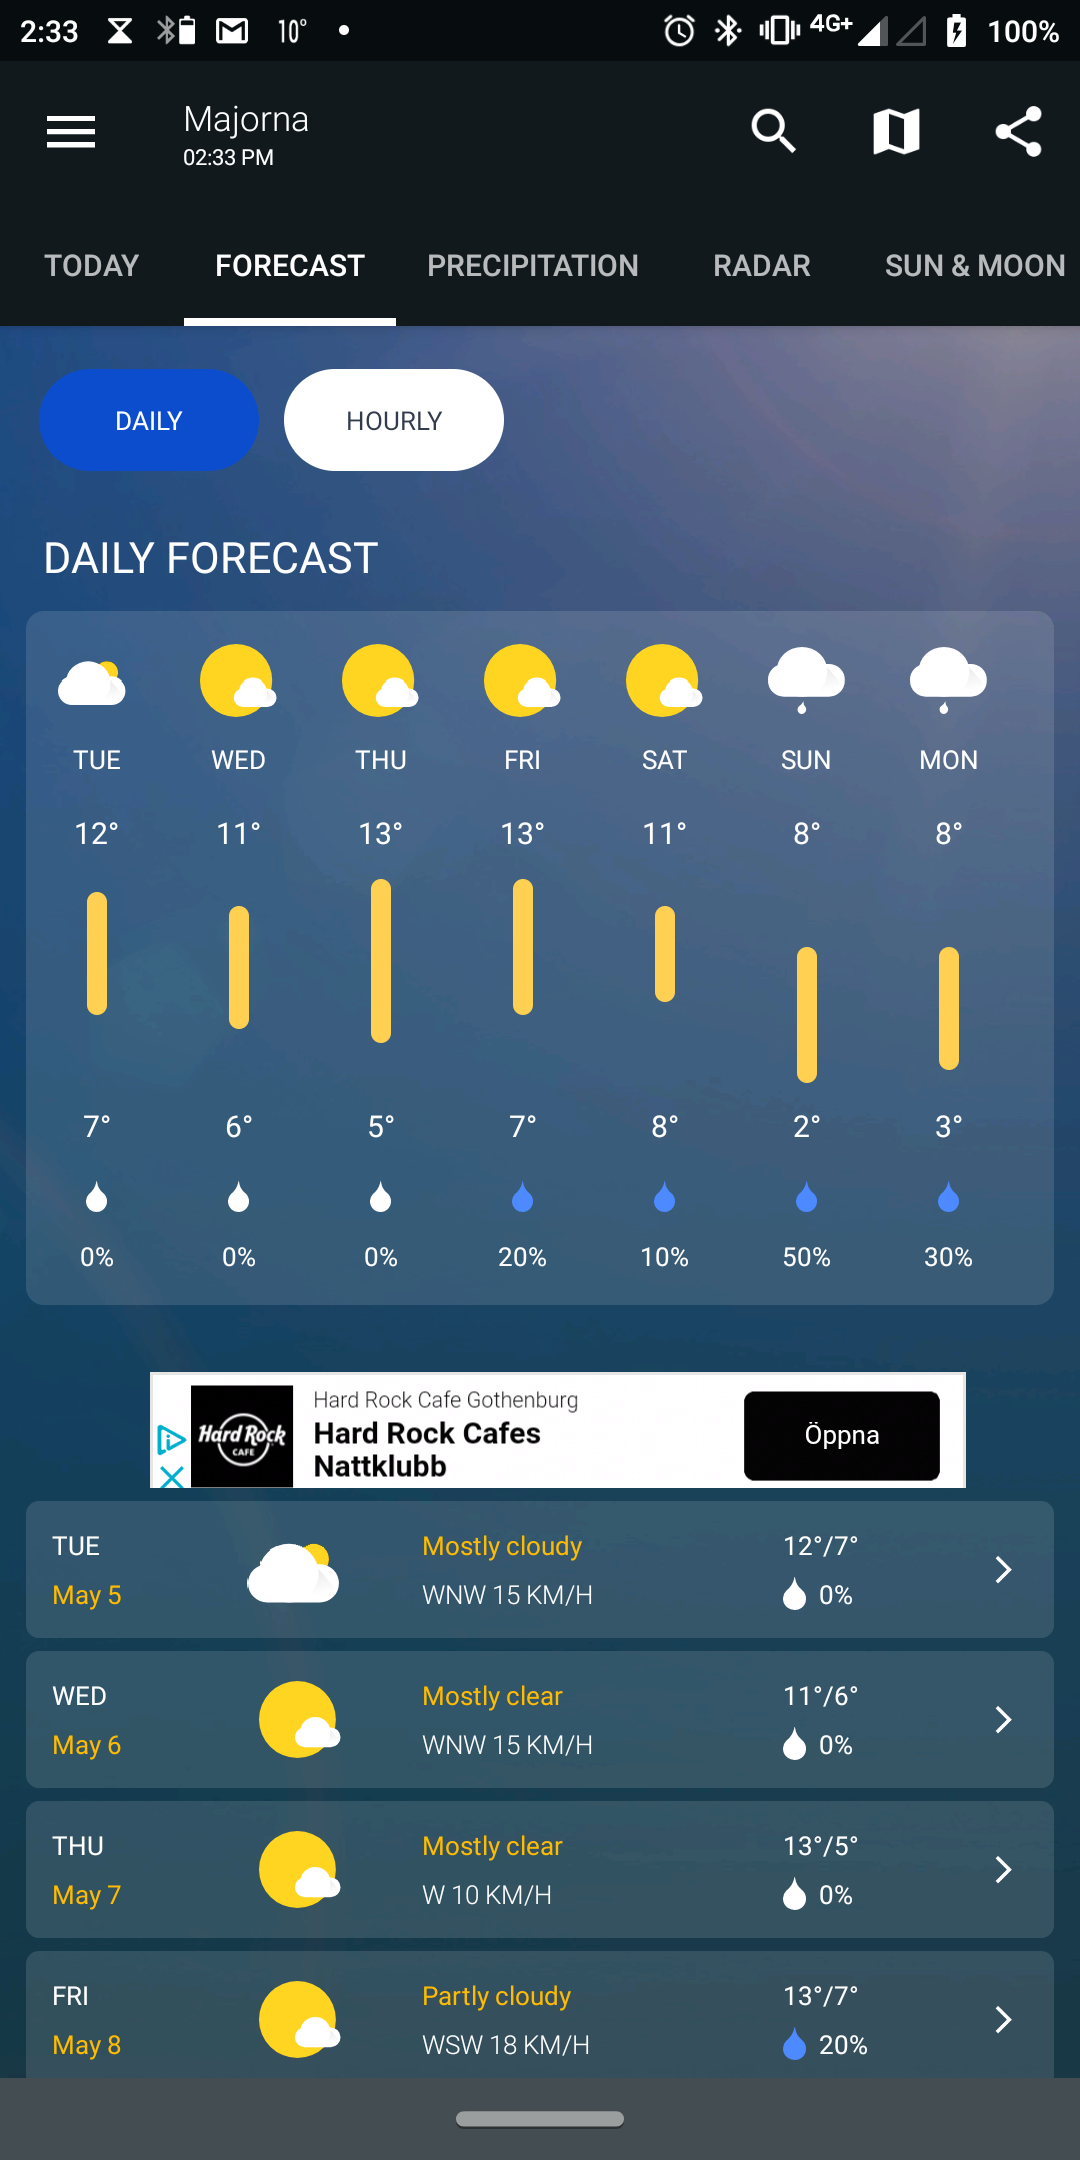 2:33 10° 4G+ 100%
Majorna
02:33 PM
TODAY FORECAST PRECIPITATION RADAR SUN & MOON
DAILY HOURLY
DAILY FORECAST
TUE WED THU FRI SAT SUN MON
12° 11° 13° 13° 11° 8° 8°
7° 6° 5° 7° 8° 2° 3°
0% 0% 0% 20% 10% 50% 30%
Hard Rock CAFE
Hard Rock Cafe Gothenburg
Hard Rock Cafes
Nattklubb
Öppna
TUE Mostly cloudy 12°/7°
May 5 WNW 15 KM/H 0%
WED Mostly clear 11°/6°
May 6 WNW 15 KM/H 0%
THU Mostly clear 13°/5°
May 7 W 10 KM/H 0%
FRI Partly cloudy 13°/7°
May 8 WSW 18 KM/H 20%